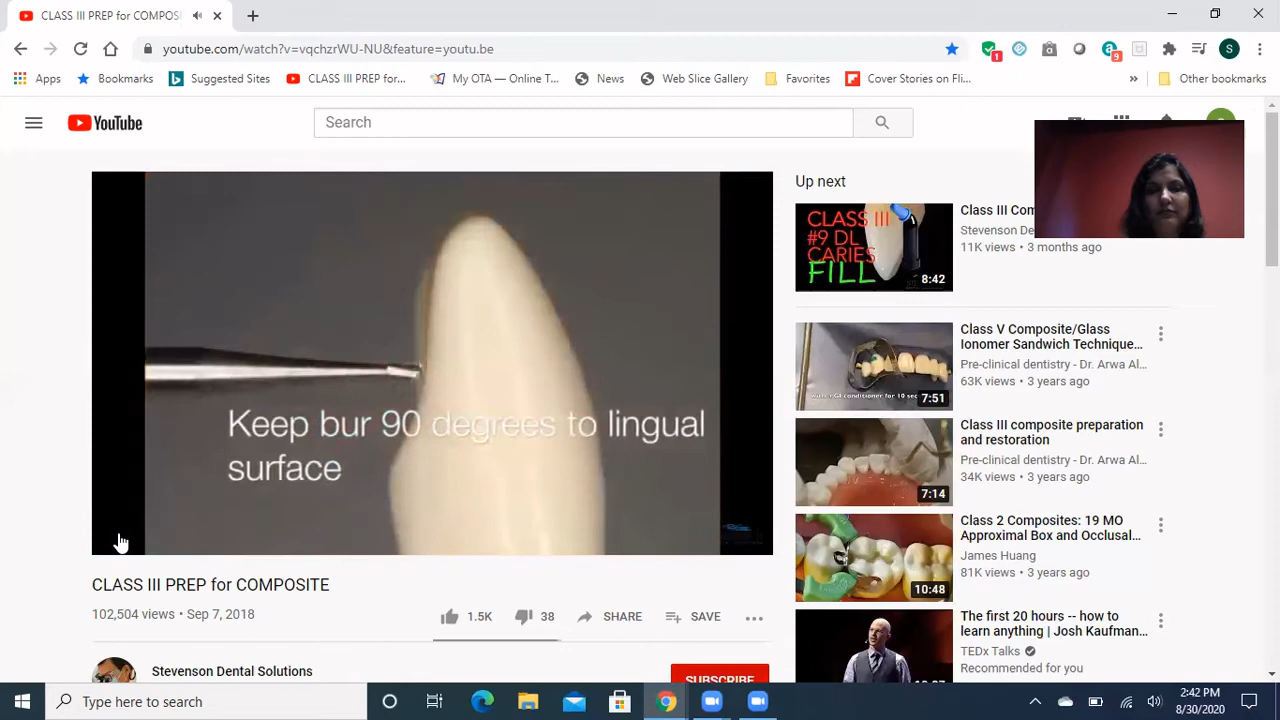 CLASS III PREP for COMPOS
youtube.com/watch?v=vqchzrWU-NU&feature=youtu.be
1
9
S
Apps
Bookmarks
Suggested Sites
CLASS III PREP for...
My OTA — Online T...
News
Web Slice Gallery
Favorites
Cover Stories on Fli...
»
Other bookmarks
YouTube
Search
Keep bur 90 degrees to lingual
surface
CLASS III PREP for COMPOSITE
102,504 views • Sep 7, 2018
1.5K
38
SHARE
SAVE
Stevenson Dental Solutions
SUBSCRIBE
Up next
CLASS III
#9 DL
CARIES
FILL
8:42
Class III Com
Stevenson De
11K views • 3 months ago
7:51
Class V Composite/Glass
Ionomer Sandwich Technique...
Pre-clinical dentistry - Dr. Arwa Al...
63K views • 3 years ago
7:14
Class III composite preparation
and restoration
Pre-clinical dentistry - Dr. Arwa Al...
34K views • 3 years ago
10:48
Class 2 Composites: 19 MO
Approximal Box and Occlusal...
James Huang
81K views • 3 years ago
The first 20 hours -- how to
learn anything | Josh Kaufman...
TEDx Talks
Recommended for you
Type here to search
2:42 PM
8/30/2020